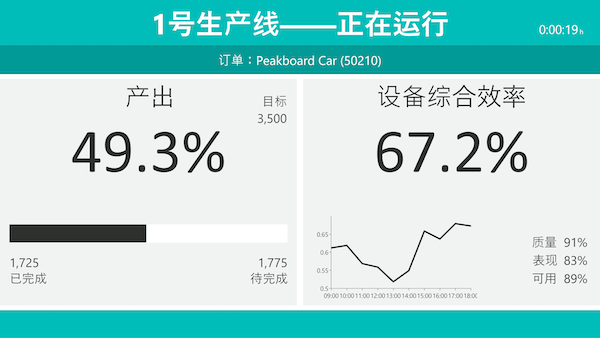 1号生产线——正在运行
0:00:19h
订单：Peakboard Car (50210)
产出
目标
3,500
49.3%
1,725
已完成
1,775
待完成
设备综合效率
67.2%
0.65
0.6
0.55
0.5
09:00 10:00 11:00 12:00 13:00 14:00 15:00 16:00 17:00 18:00
质量 91%
表现 83%
可用 89%